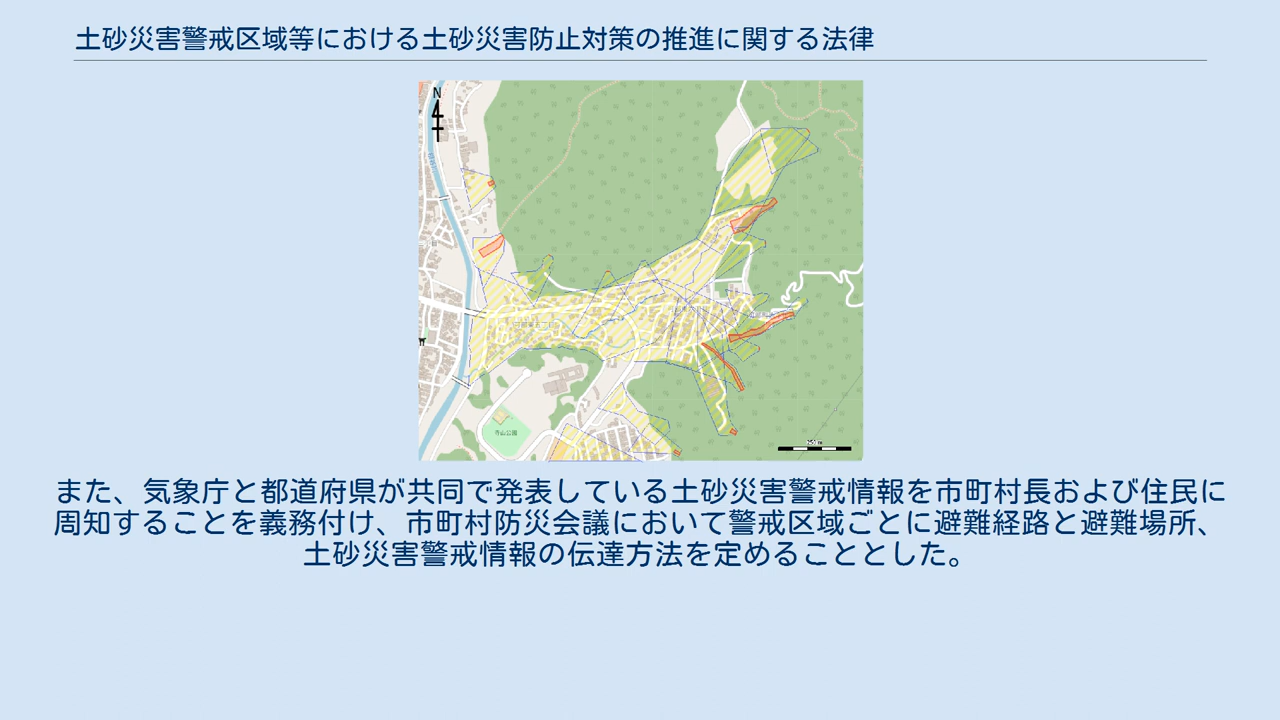 土砂災害警戒区域等における土砂災害防止対策の推進に関する法律
N
寺山公園
250 m
また、気象庁と都道府県が共同で発表している土砂災害警戒情報を市町村長および住民に
周知することを義務付け、市町村防災会議において警戒区域ごとに避難経路と避難場所、
土砂災害警戒情報の伝達方法を定めることとした。